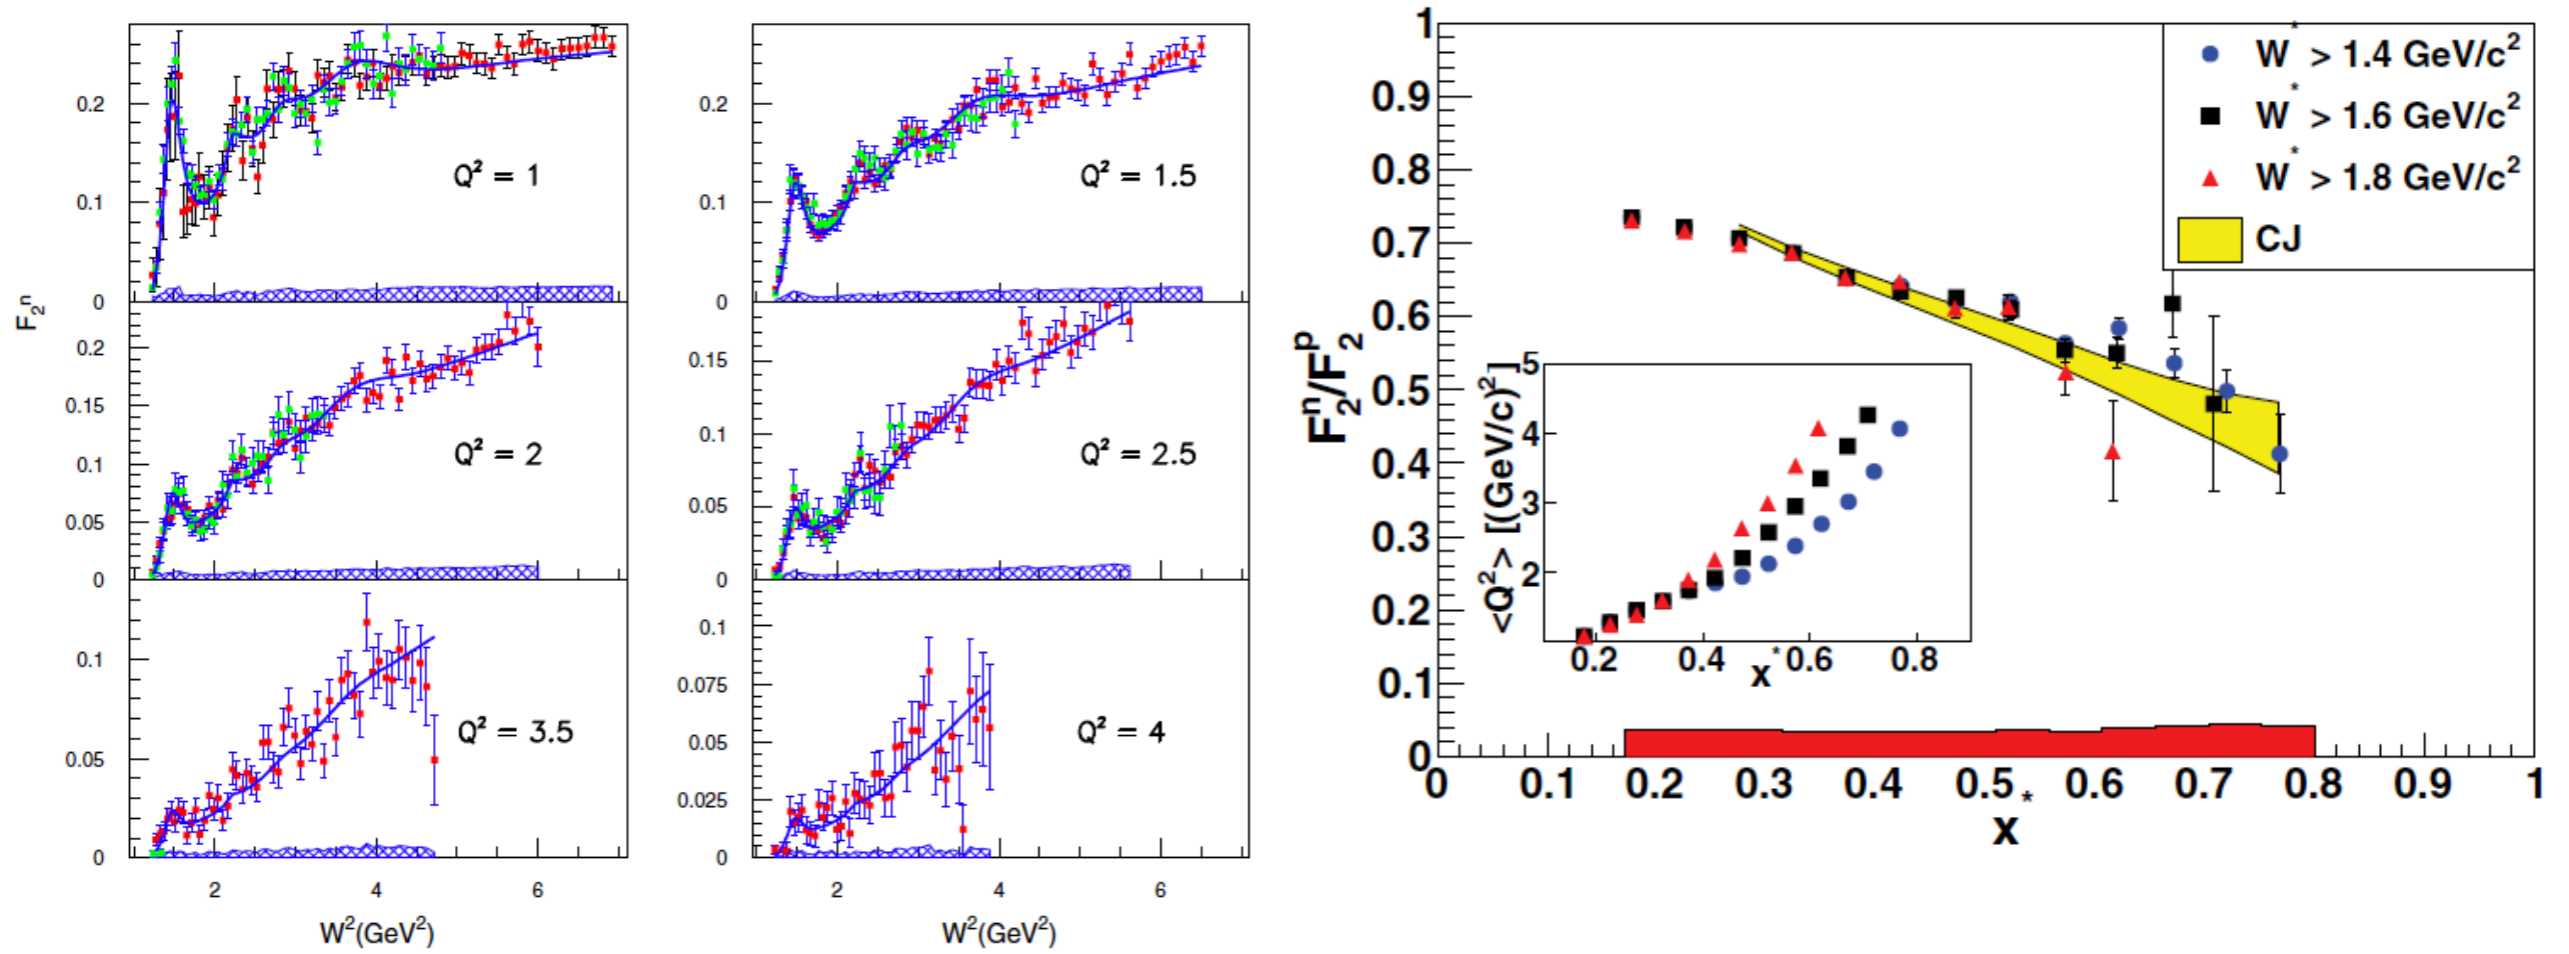 F₂ⁿ
0.2
0.1
0
Q² = 1
0.2
0.1
0
Q² = 1.5
0.2
0.15
0.1
0.05
0
Q² = 2
0.15
0.1
0.05
0
Q² = 2.5
0.1
0.05
0
Q² = 3.5
2 4 6
W²(GeV²)
0.1
0.075
0.05
0.025
0
Q² = 4
2 4 6
W²(GeV²)
F₂ⁿ/F₂ᵖ
1
0.9
0.8
0.7
0.6
0.5
0.4
0.3
0.2
0.1
0
W* > 1.4 GeV/c²
W* > 1.6 GeV/c²
W* > 1.8 GeV/c²
CJ
<Q²> [(GeV/c)²]
5
4
3
2
0.2 0.4 0.6 0.8
x*
0 0.1 0.2 0.3 0.4 0.5 0.6 0.7 0.8 0.9 1
x*